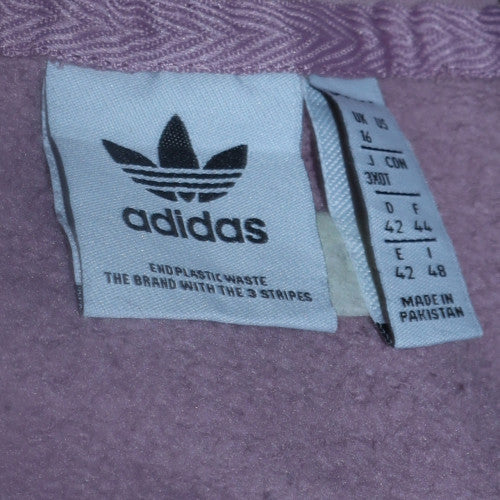 adidas
END PLASTIC WASTE
THE BRAND WITH THE 3 STRIPES
UK US
16
J CDN
3XOT
D F
42 44
E I
42 48
MADE IN
PAKISTAN